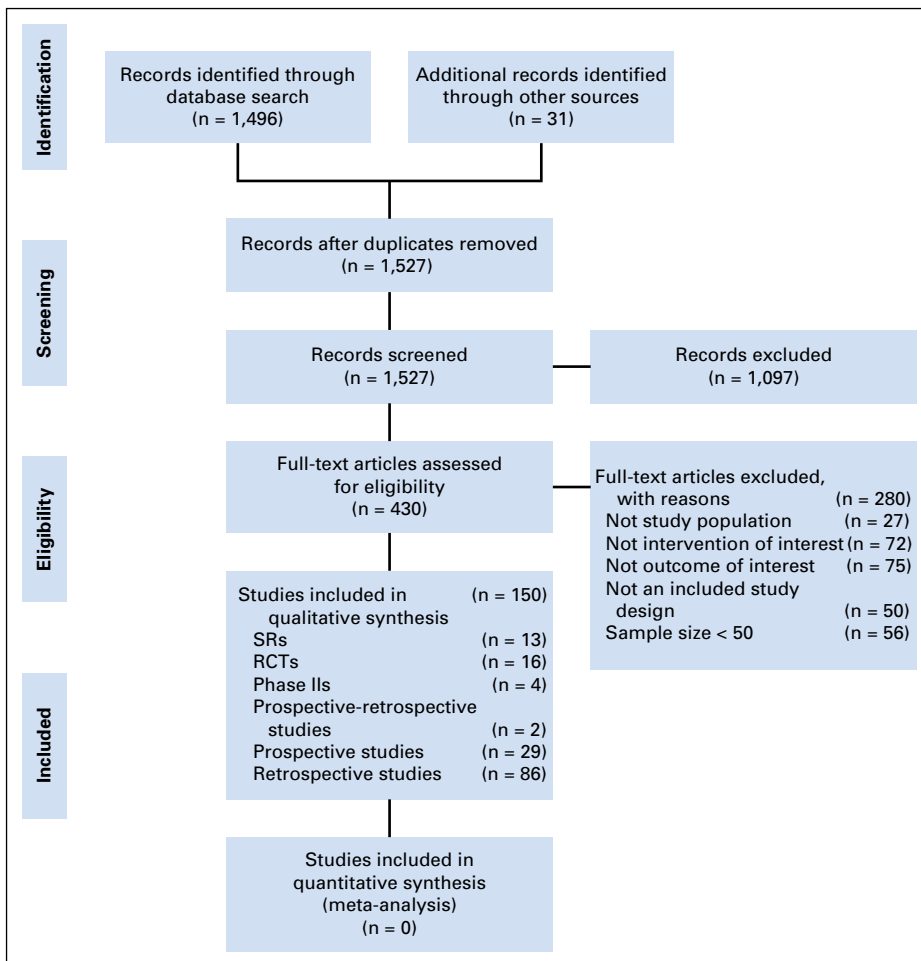 Identification
Records identified through
database search
(n = 1,496)
Additional records identified
through other sources
(n = 31)
Screening
Records after duplicates removed
(n = 1,527)
Records screened
(n = 1,527)
Records excluded
(n = 1,097)
Eligibility
Full-text articles assessed
for eligibility
(n = 430)
Full-text articles excluded,
with reasons (n = 280)
Not study population (n = 27)
Not intervention of interest (n = 72)
Not outcome of interest (n = 75)
Not an included study
design (n = 50)
Sample size < 50 (n = 56)
Included
Studies included in (n = 150)
qualitative synthesis
SRs (n = 13)
RCTs (n = 16)
Phase IIs (n = 4)
Prospective-retrospective
studies (n = 2)
Prospective studies (n = 29)
Retrospective studies (n = 86)
Studies included in
quantitative synthesis
(meta-analysis)
(n = 0)